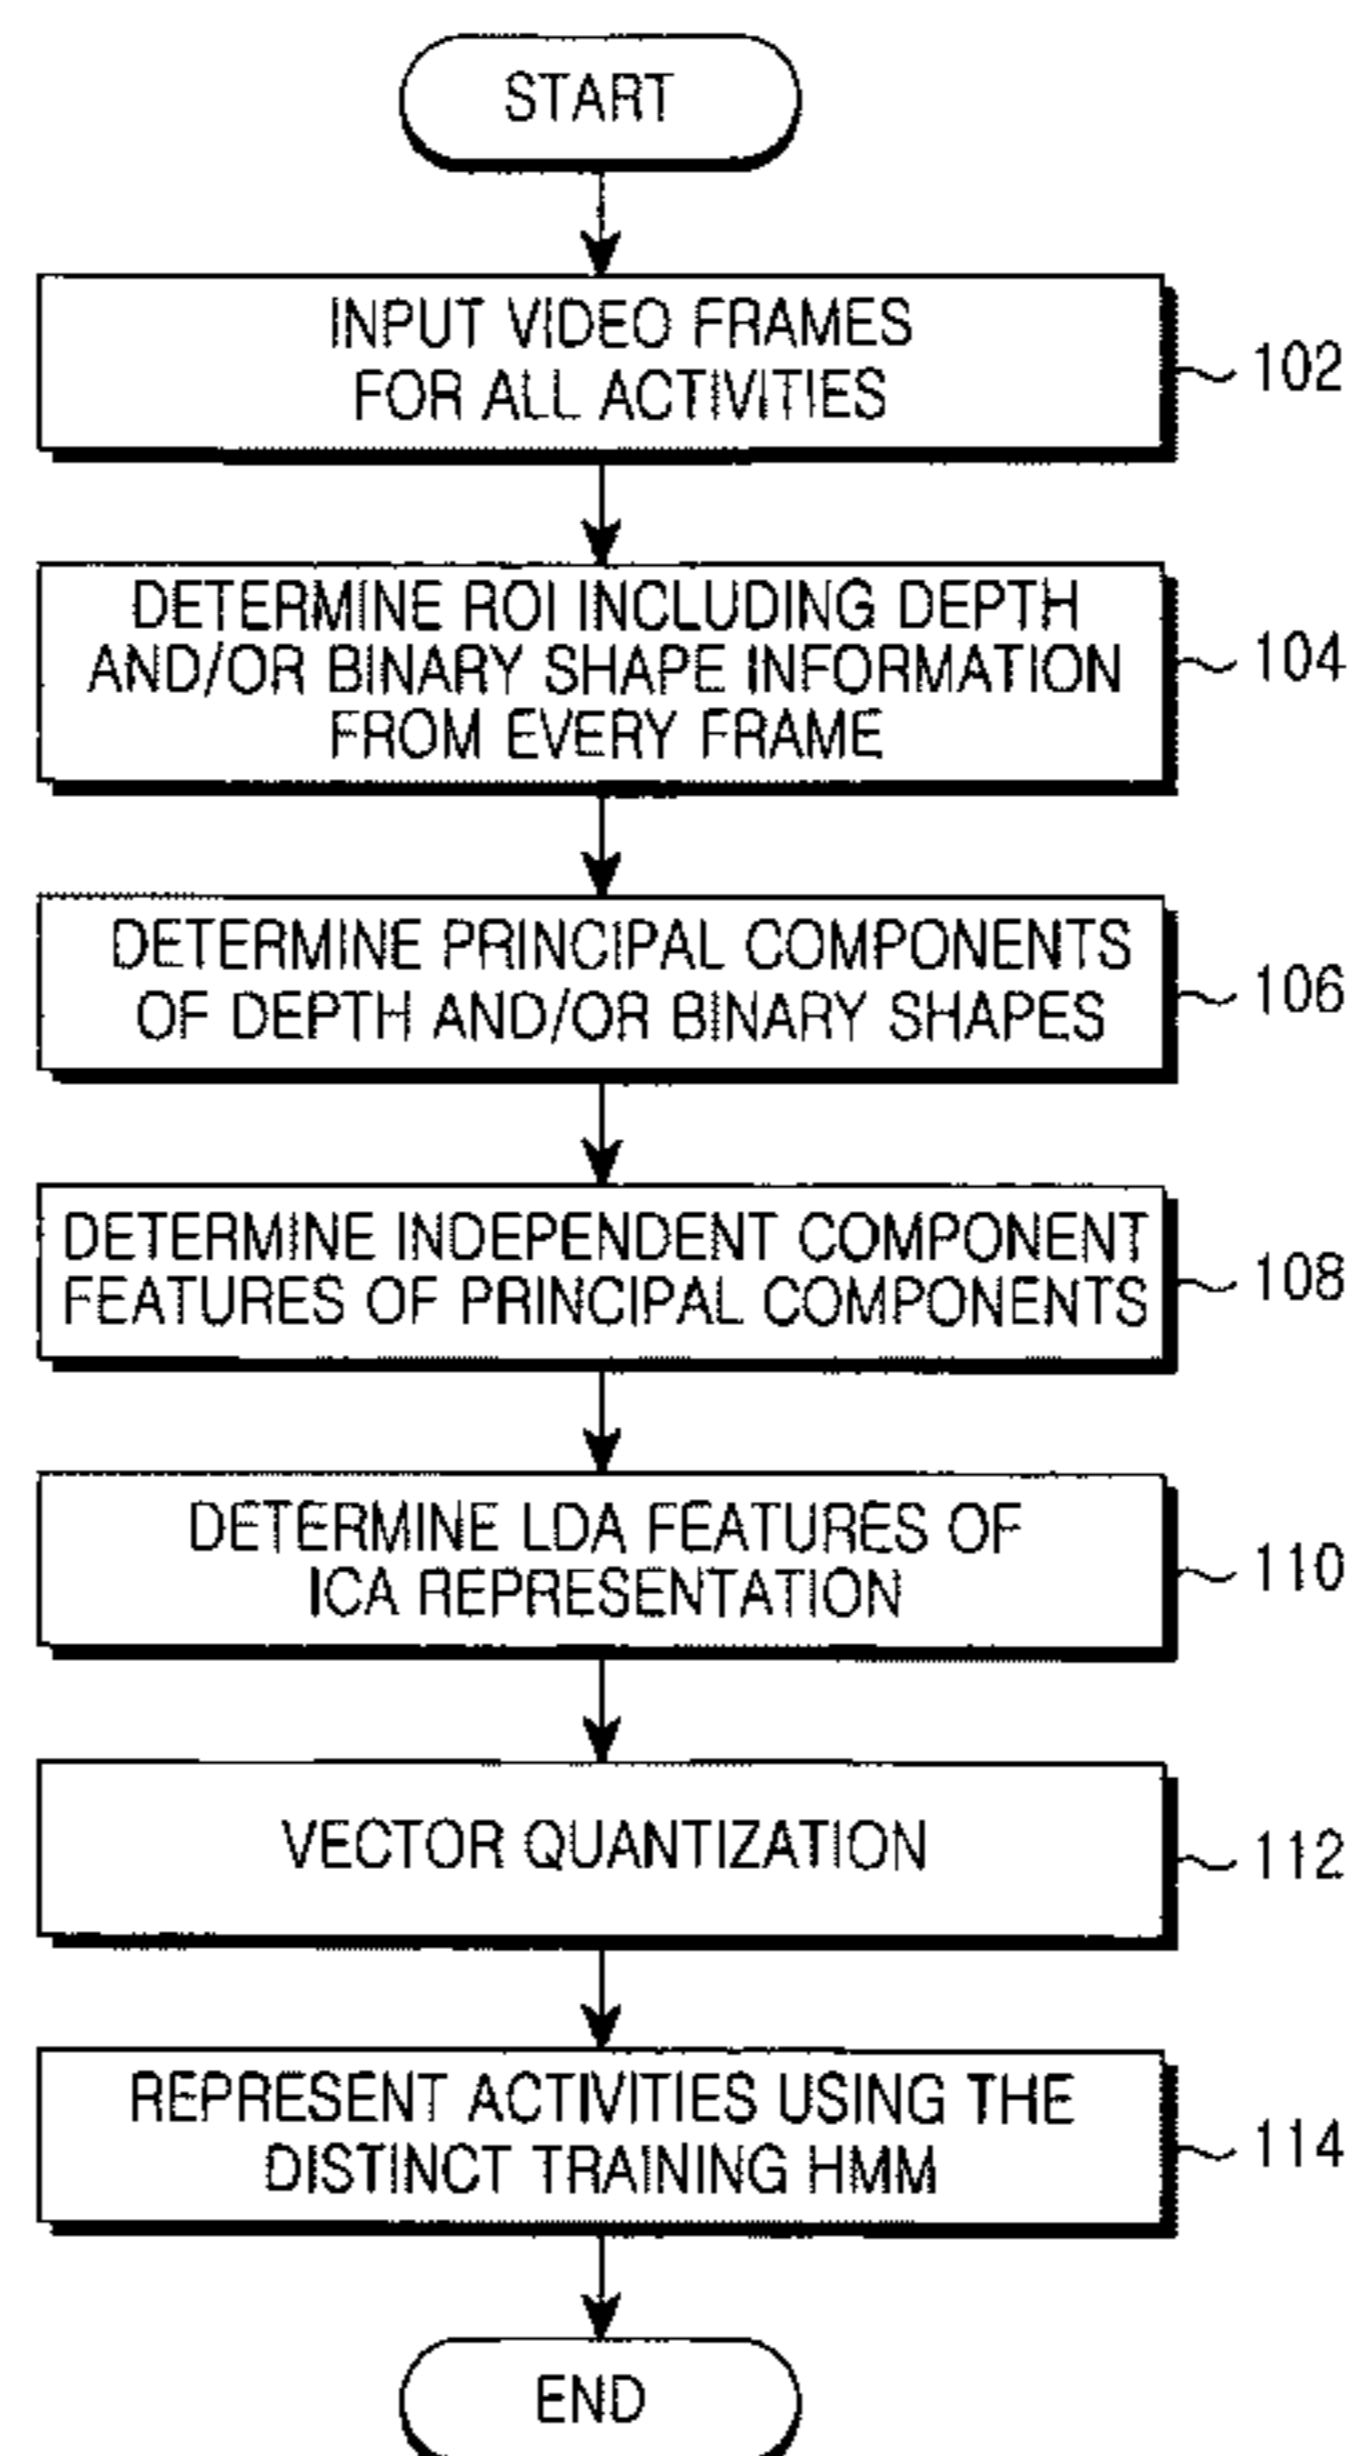 START
INPUT VIDEO FRAMES
FOR ALL ACTIVITIES
102
DETERMINE ROI INCLUDING DEPTH
AND/OR BINARY SHAPE INFORMATION
FROM EVERY FRAME
104
DETERMINE PRINCIPAL COMPONENTS
OF DEPTH AND/OR BINARY SHAPES
106
DETERMINE INDEPENDENT COMPONENT
FEATURES OF PRINCIPAL COMPONENTS
108
DETERMINE LDA FEATURES OF
ICA REPRESENTATION
110
VECTOR QUANTIZATION
112
REPRESENT ACTIVITIES USING THE
DISTINCT TRAINING HMM
114
END